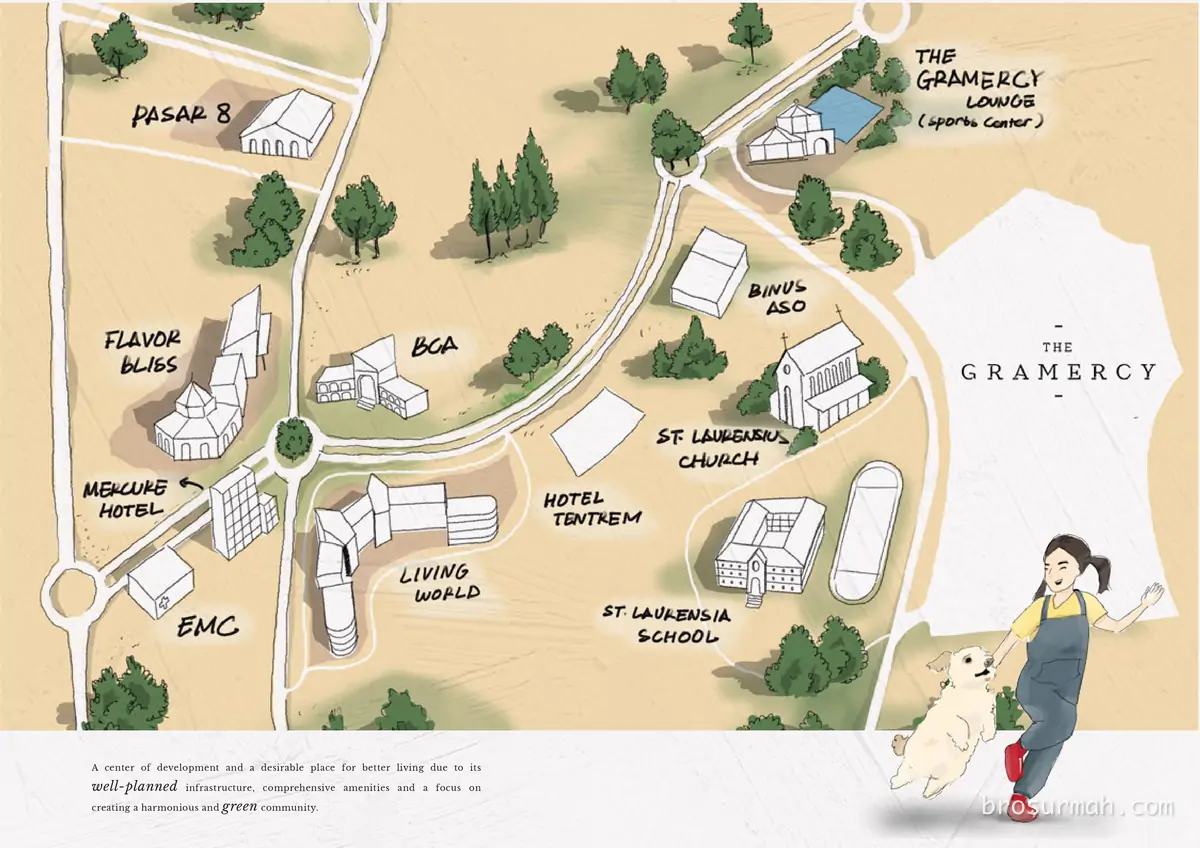 THE
GRAMERCY
LOUNGE
(Sports Center)
PASAR 8
BINUS
ASO
FLAVOR
BLISS
BCA
-
THE
GRAMERCY
-
ST. LAURENSIUS
CHURCH
MERCURE
HOTEL
HOTEL
TENTREM
LIVING
WORLD
EMC
ST. LAURENSIA
SCHOOL
A center of development and a desirable place for better living due to its
well-planned infrastructure, comprehensive amenities and a focus on
creating a harmonious and green community.
brosurmah.com